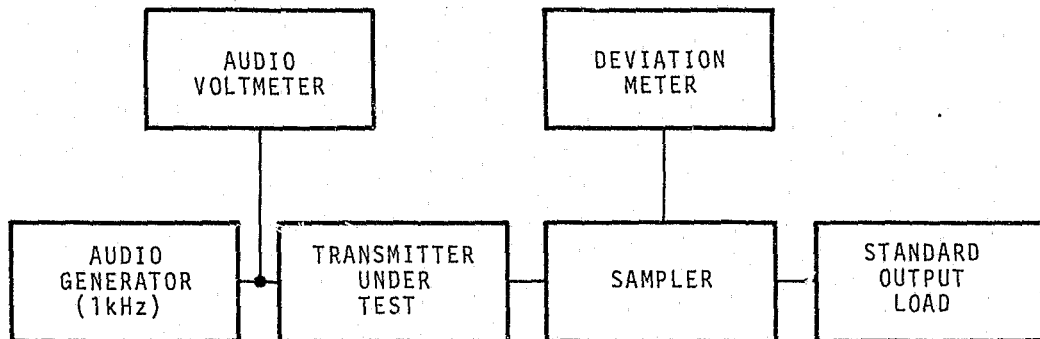 AUDIO
VOLTMETER
DEVIATION
METER
AUDIO
GENERATOR
(1kHz)
TRANSMITTER
UNDER
TEST
SAMPLER
STANDARD
OUTPUT
LOAD